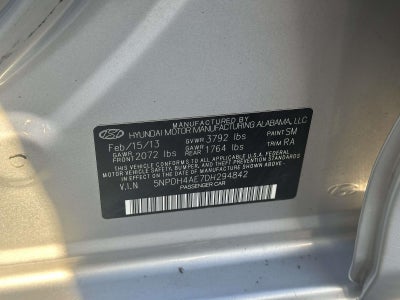 HYUNDAI MOTOR MANUFACTURING ALABAMA, LLC
Feb/15/13 GVWR 3792 lbs PAINT SM
GAWR FRONT 2072 lbs GAWR REAR 1764 lbs TRIM RA
THIS VEHICLE CONFORMS TO ALL APPLICABLE U.S.A. FEDERAL
MOTOR VEHICLE SAFETY, BUMPER, AND THEFT PREVENTION STANDARDS
IN EFFECT ON THE DATE OF MANUFACTURE SHOWN ABOVE.
V.I.N 5NPDH4AE7DH294842
PASSENGER CAR